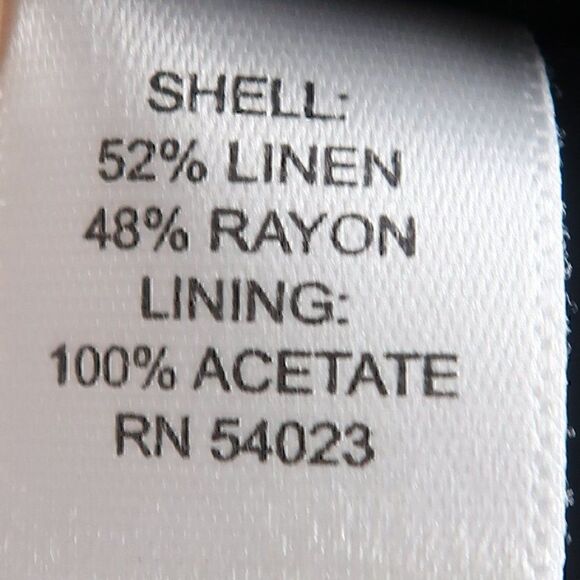 SHELL:
52% LINEN
48% RAYON
LINING:
100% ACETATE
RN 54023